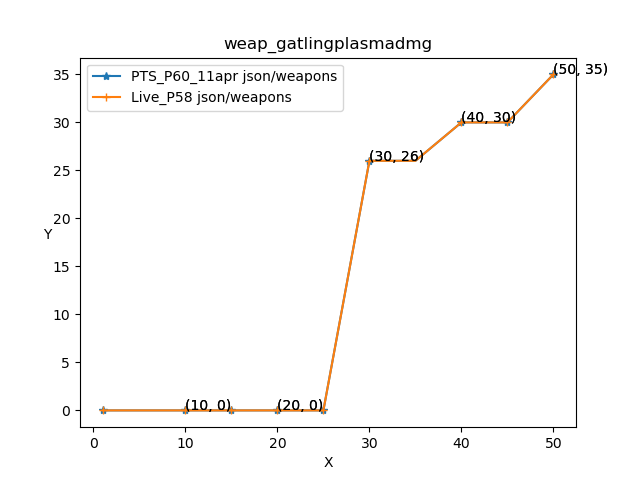 weap_gatlingplasmadmg
PTS_P60_11apr json/weapons
Live_P58 json/weapons
(50, 35)
35
(40, 30)
30
(30, 26)
25
Y
20
15
10
5
(10, 0) (20, 0)
0
0 10 20 30 40 50
X